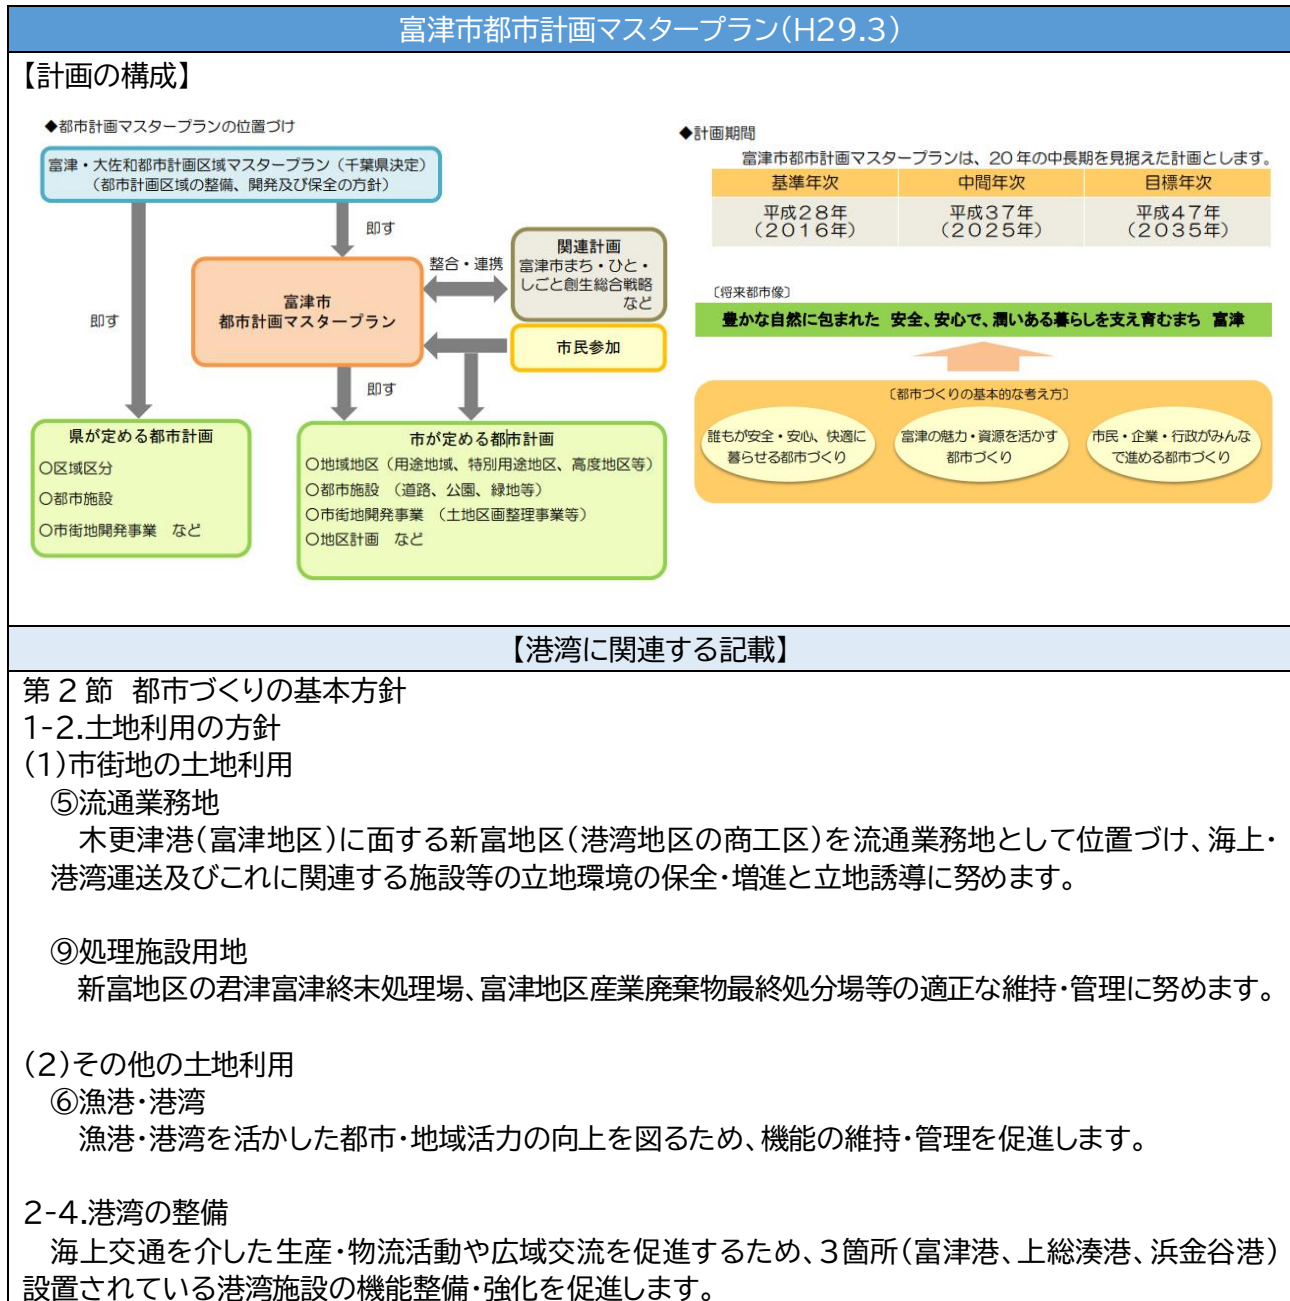 富津市都市計画マスタープラン(H29.3)
【計画の構成】
◆都市計画マスタープランの位置づけ
富津・大佐和都市計画区域マスタープラン（千葉県決定）
（都市計画区域の整備、開発及び保全の方針）
即す
即す
富津市
都市計画マスタープラン
整合・連携
関連計画
富津市まち・ひと・
しごと創生総合戦略
など
市民参加
即す
県が定める都市計画
○区域区分
○都市施設
○市街地開発事業　など
市が定める都市計画
○地域地区（用途地域、特別用途地区、高度地区等）
○都市施設　（道路、公園、緑地等）
○市街地開発事業　（土地区画整理事業等）
○地区計画　など
◆計画期間
富津市都市計画マスタープランは、20年の中長期を見据えた計画とします。
基準年次　中間年次　目標年次
平成28年　平成37年　平成47年
（2016年）　（2025年）　（2035年）
〔将来都市像〕
豊かな自然に包まれた　安全、安心で、潤いある暮らしを支え育むまち　富津
〔都市づくりの基本的な考え方〕
誰もが安全・安心、快適に
暮らせる都市づくり
富津の魅力・資源を活かす
都市づくり
市民・企業・行政がみんな
で進める都市づくり
【港湾に関連する記載】
第2節　都市づくりの基本方針
1-2.土地利用の方針
(1)市街地の土地利用
⑤流通業務地
木更津港(富津地区)に面する新富地区(港湾地区の商工区)を流通業務地として位置づけ、海上・
港湾運送及びこれに関連する施設等の立地環境の保全・増進と立地誘導に努めます。
⑨処理施設用地
新富地区の君津富津終末処理場、富津地区産業廃棄物最終処分場等の適正な維持・管理に努めます。
(2)その他の土地利用
⑥漁港・港湾
漁港・港湾を活かした都市・地域活力の向上を図るため、機能の維持・管理を促進します。
2-4.港湾の整備
海上交通を介した生産・物流活動や広域交流を促進するため、3箇所(富津港、上総湊港、浜金谷港)
設置されている港湾施設の機能整備・強化を促進します。